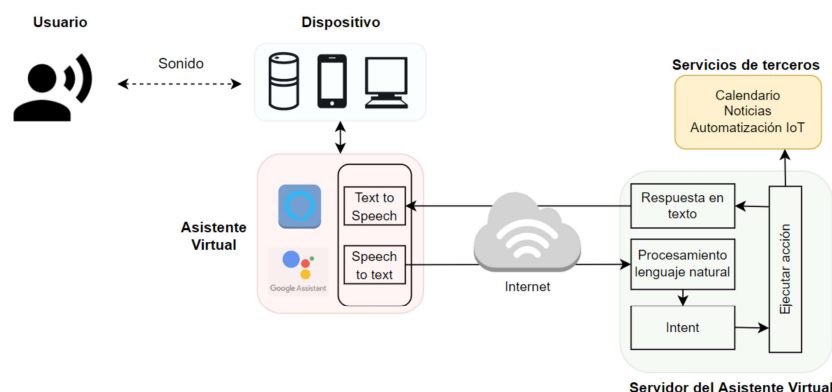 Usuario
Dispositivo
Sonido
Servicios de terceros
Calendario
Noticias
Automatización IoT
Asistente
Virtual
Text to
Speech
Speech
to text
Google Assistant
Internet
Respuesta en
texto
Procesamiento
lenguaje natural
Intent
Ejecutar acción
Servidor del Asistente Virtual